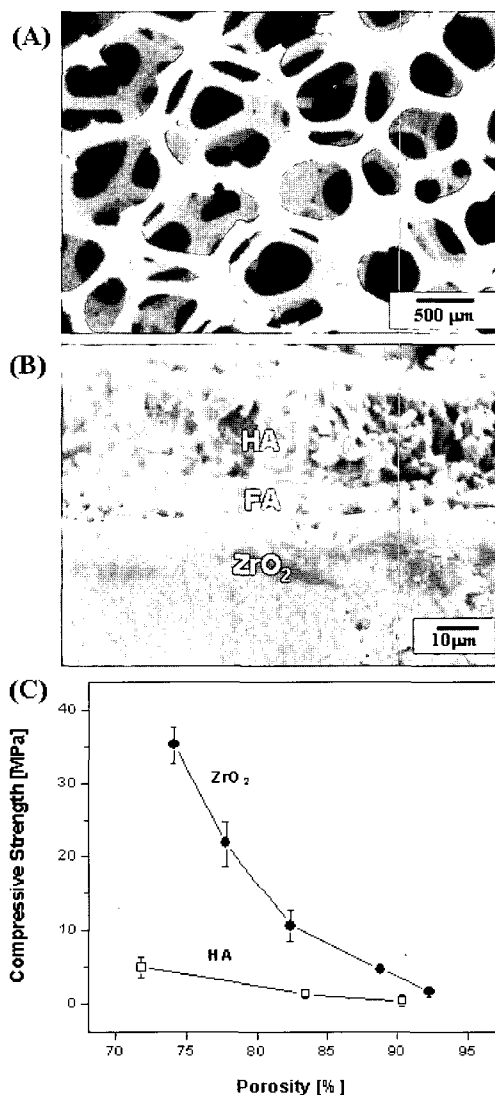 (A)
500 µm
(B)
HA
FA
ZrO₂
10µm
(C)
Compressive Strength [MPa]
40
30
20
10
0
ZrO₂
HA
70 75 80 85 90 95
Porosity [%]